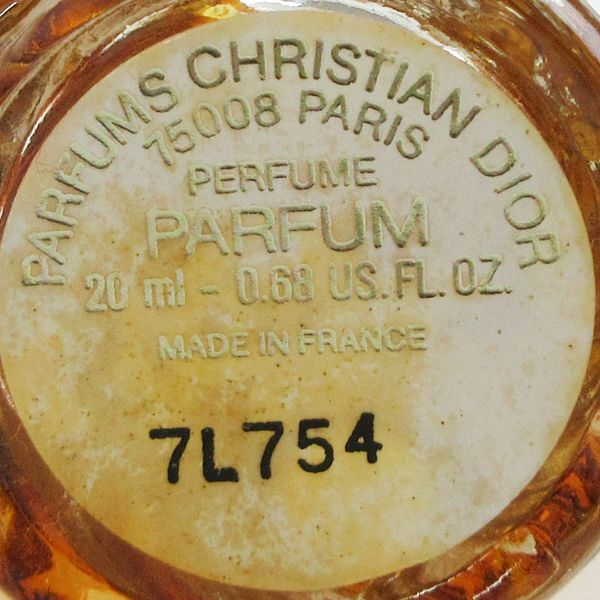 PARFUMS CHRISTIAN DIOR
75008 PARIS
PERFUME
PARFUM
20 ml - 0.68 US. FL. OZ.
MADE IN FRANCE
7L754